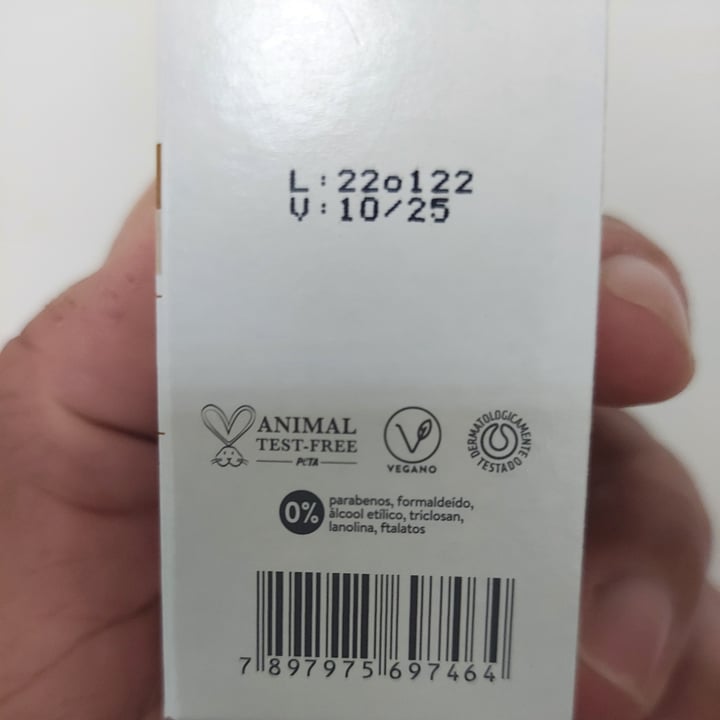 L:22o122
V:10/25
ANIMAL
TEST-FREE
PETA
VEGANO
DERMATOLOGICAMENTE
TESTADO
0%
parabenos, formaldeído,
álcool etílico, triclosan,
lanolina, ftalatos
7 897975 697464